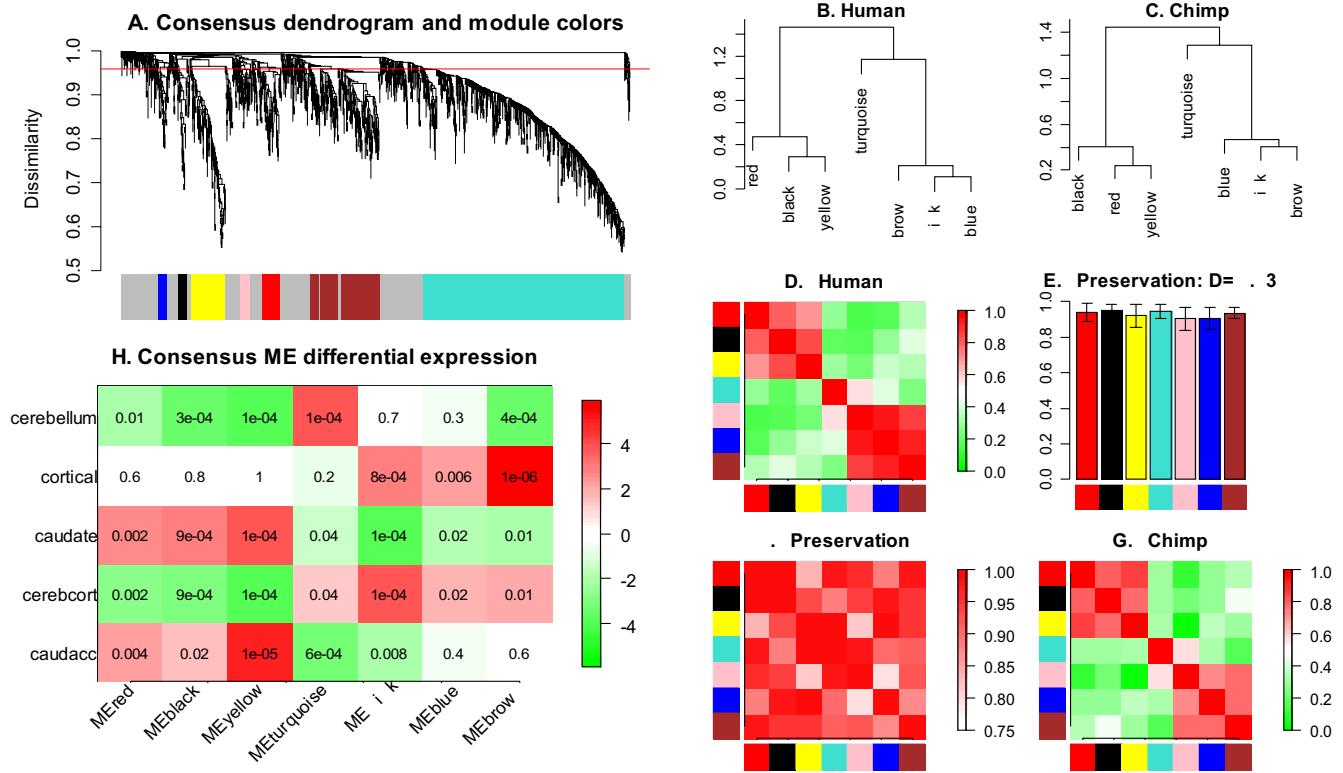 A. Consensus dendrogram and module colors
Dissimilarity
1.0
0.9
0.8
0.7
0.6
0.5
B. Human
0.0
0.4
0.8
1.2
red
black
yellow
turquoise
brow
i k
blue
C. Chimp
0.2
0.6
1.0
1.4
black
red
yellow
turquoise
blue
i k
brow
D. Human
1.0
0.8
0.6
0.4
0.2
0.0
E. Preservation: D= . 3
1.0
0.8
0.6
0.4
0.2
0.0
H. Consensus ME differential expression
cerebellum 0.01 3e-04 1e-04 1e-04 0.7 0.3 4e-04
cortical 0.6 0.8 1 0.2 8e-04 0.006 1e-06
caudate 0.002 9e-04 1e-04 0.04 1e-04 0.02 0.01
cerebcort 0.002 9e-04 1e-04 0.04 1e-04 0.02 0.01
caudacc 0.004 0.02 1e-05 6e-04 0.008 0.4 0.6
MEred MEblack MEyellow MEturquoise ME i k MEblue MEbrow
4
2
0
-2
-4
. Preservation
1.00
0.95
0.90
0.85
0.80
0.75
G. Chimp
1.0
0.8
0.6
0.4
0.2
0.0